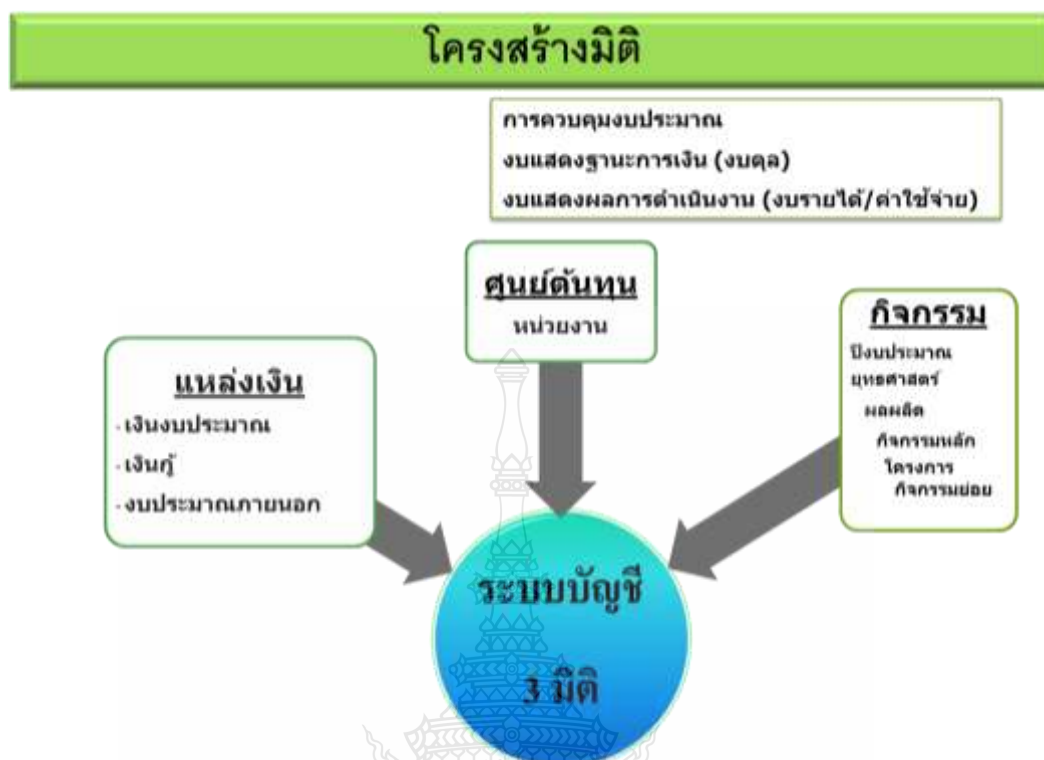 โครงสร้างมิติ
การควบคุมงบประมาณ
งบแสดงฐานะการเงิน (งบดุล)
งบแสดงผลการดำเนินงาน (งบรายได้/ค่าใช้จ่าย)
ศูนย์ต้นทุน
หน่วยงาน
กิจกรรม
ปีงบประมาณ
ยุทธศาสตร์
ผลผลิต
กิจกรรมหลัก
โครงการ
กิจกรรมย่อย
แหล่งเงิน
- เงินงบประมาณ
- เงินกู้
- งบประมาณภายนอก
ระบบบัญชี
3 มิติ